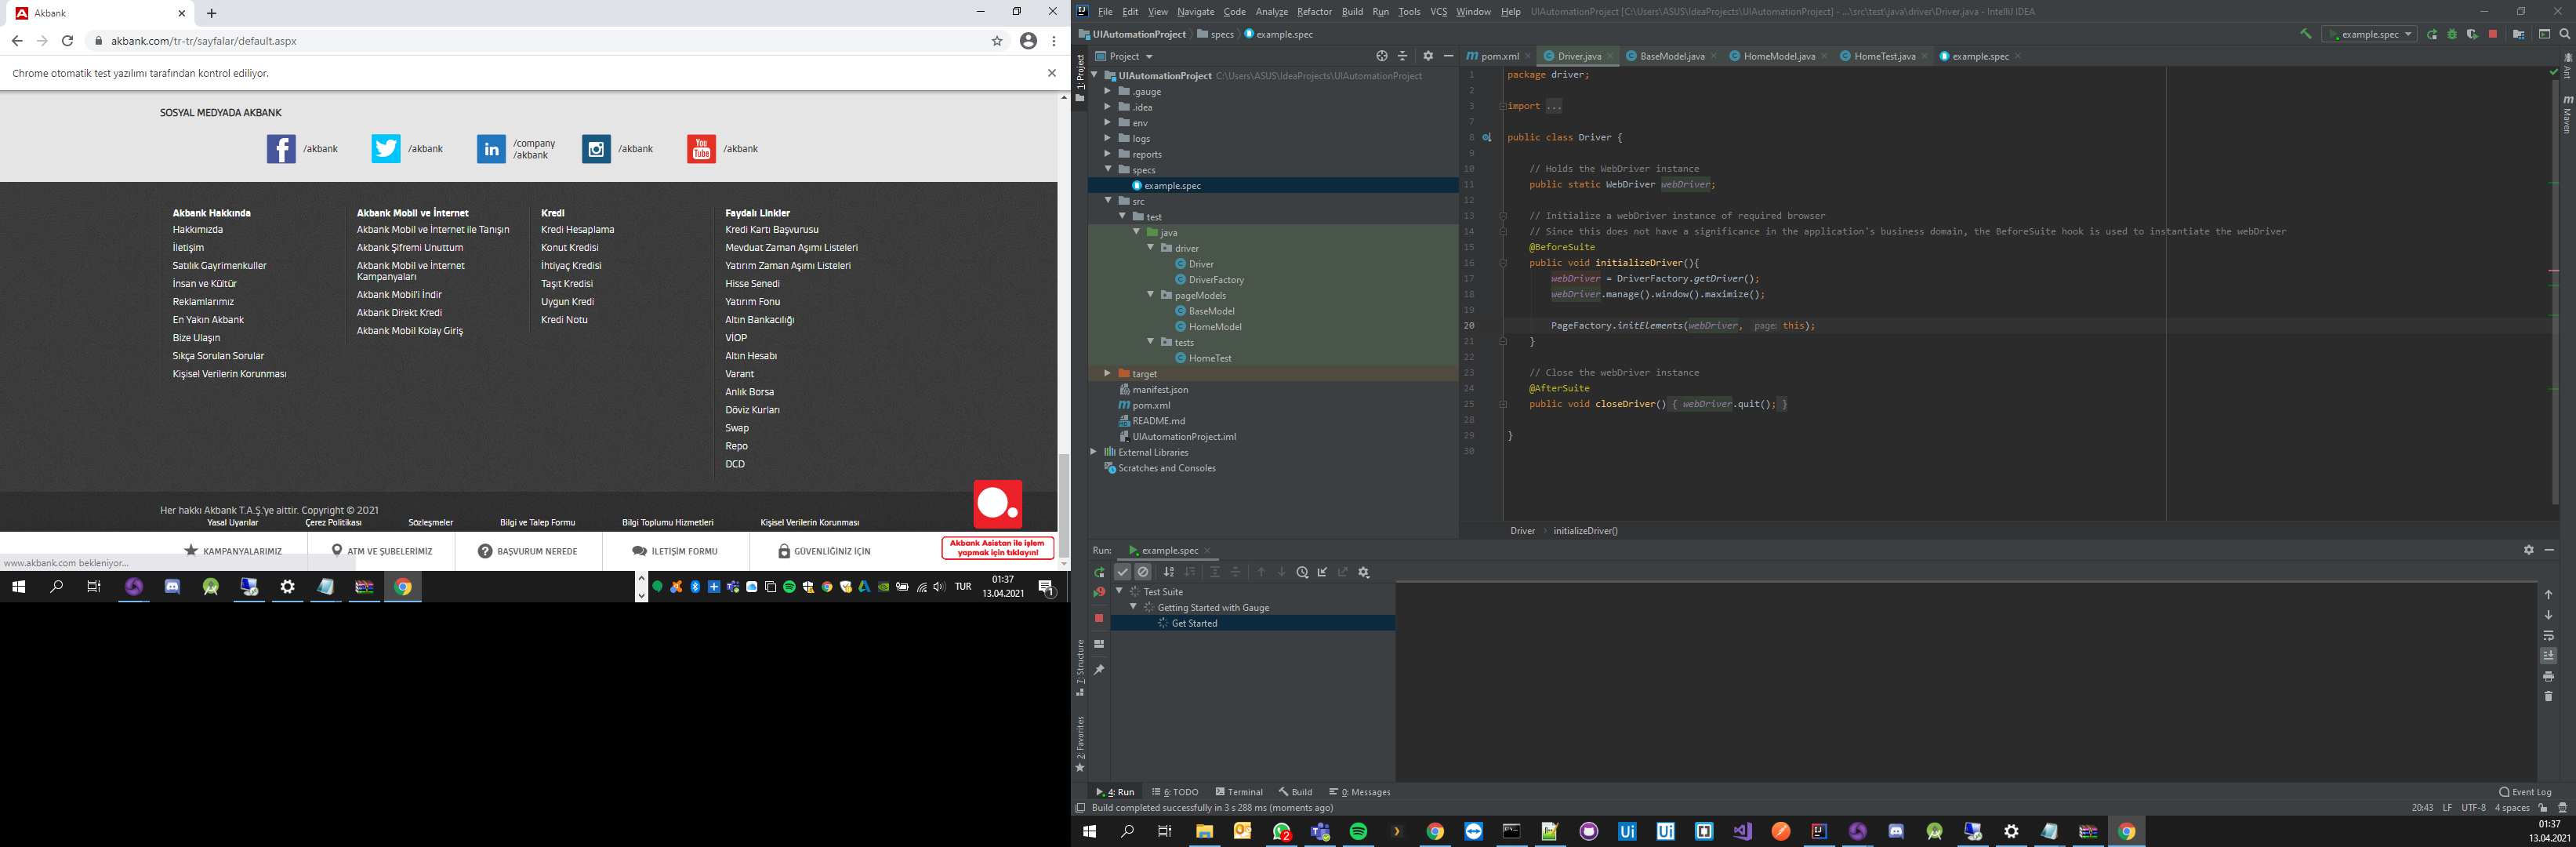 Akbank
akbank.com/tr-tr/sayfalar/default.aspx
Chrome otomatik test yazılımı tarafından kontrol ediliyor.
SOSYAL MEDYADA AKBANK
/akbank
/akbank
/company
/akbank
/akbank
You
Tube
/akbank
Akbank Hakkında
Hakkımızda
İletişim
Satılık Gayrimenkuller
İnsan ve Kültür
Reklamlarımız
En Yakın Akbank
Bize Ulaşın
Sıkça Sorulan Sorular
Kişisel Verilerin Korunması
Akbank Mobil ve İnternet
Akbank Mobil ve İnternet ile Tanışın
Akbank Şifremi Unuttum
Akbank Mobil ve İnternet
Kampanyaları
Akbank Mobil'i İndir
Akbank Direkt Kredi
Akbank Mobil Kolay Giriş
Kredi
Kredi Hesaplama
Konut Kredisi
İhtiyaç Kredisi
Taşıt Kredisi
Uygun Kredi
Kredi Notu
Faydalı Linkler
Kredi Kartı Başvurusu
Mevduat Zaman Aşımı Listeleri
Yatırım Zaman Aşımı Listeleri
Hisse Senedi
Yatırım Fonu
Altın Bankacılığı
VİOP
Altın Hesabı
Varant
Anlık Borsa
Döviz Kurları
Swap
Repo
DCD
Her hakkı Akbank T.A.Ş.'ye aittir. Copyright © 2021
Yasal Uyarılar Çerez Politikası Sözleşmeler Bilgi ve Talep Formu Bilgi Toplumu Hizmetleri Kişisel Verilerin Korunması
KAMPANYALARIMIZ ATM VE ŞUBELERİMİZ BAŞVURUM NEREDE İLETİŞİM FORMU GÜVENLİĞİNİZ İÇİN
Akbank Asistan ile işlem
yapmak için tıklayın!
www.akbank.com bekleniyor...
TUR
01:37
13.04.2021
1
File Edit View Navigate Code Analyze Refactor Build Run Tools VCS Window Help UIAutomationProject [C:\Users\ASUS\IdeaProjects\UIAutomationProject] - ...\src\test\java\driver\Driver.java - IntelliJ IDEA
UIAutomationProject specs example.spec
example.spec
1: Project
Project
UIAutomationProject C:\Users\ASUS\IdeaProjects\UIAutomationProject
.gauge
.idea
env
logs
reports
specs
example.spec
src
test
java
driver
Driver
DriverFactory
pageModels
BaseModel
HomeModel
tests
HomeTest
target
manifest.json
pom.xml
README.md
UIAutomationProject.iml
External Libraries
Scratches and Consoles
pom.xml Driver.java BaseModel.java HomeModel.java HomeTest.java example.spec
1 package driver;
2
3 import ...
7
8 public class Driver {
9
10 // Holds the WebDriver instance
11 public static WebDriver webDriver;
12
13 // Initialize a webDriver instance of required browser
14 // Since this does not have a significance in the application's business domain, the BeforeSuite hook is used to instantiate the webDriver
15 @BeforeSuite
16 public void initializeDriver(){
17 webDriver = DriverFactory.getDriver();
18 webDriver.manage().window().maximize();
19
20 PageFactory.initElements(webDriver, page: this);
21 }
22
23 // Close the webDriver instance
24 @AfterSuite
25 public void closeDriver() { webDriver.quit(); }
28
29 }
30
Driver initializeDriver()
Ant
Maven
Run: example.spec
Test Suite
Getting Started with Gauge
Get Started
7: Structure
2: Favorites
4: Run 6: TODO Terminal Build 0: Messages Event Log
Build completed successfully in 3 s 288 ms (moments ago) 20:43 LF UTF-8 4 spaces
2
Ui
Ui
01:37
13.04.2021